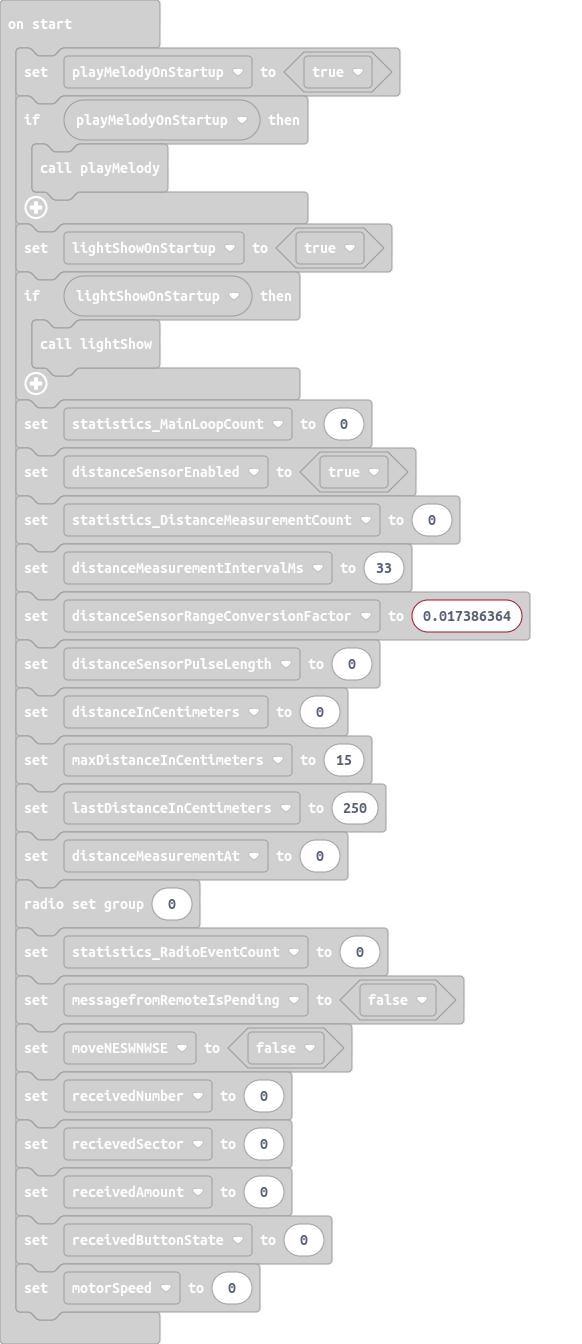 on start
set playMelodyOnStartup to true
if playMelodyOnStartup then
call playMelody
set lightShowOnStartup to true
if lightShowOnStartup then
call lightShow
set statistics_MainLoopCount to 0
set distanceSensorEnabled to true
set statistics_DistanceMeasurementCount to 0
set distanceMeasurementIntervalMs to 33
set distanceSensorRangeConversionFactor to 0.017386364
set distanceSensorPulseLength to 0
set distanceInCentimeters to 0
set maxDistanceInCentimeters to 15
set lastDistanceInCentimeters to 250
set distanceMeasurementAt to 0
radio set group 0
set statistics_RadioEventCount to 0
set messagefromRemoteIsPending to false
set moveNESWNWSE to false
set receivedNumber to 0
set recievedSector to 0
set receivedAmount to 0
set receivedButtonState to 0
set motorSpeed to 0